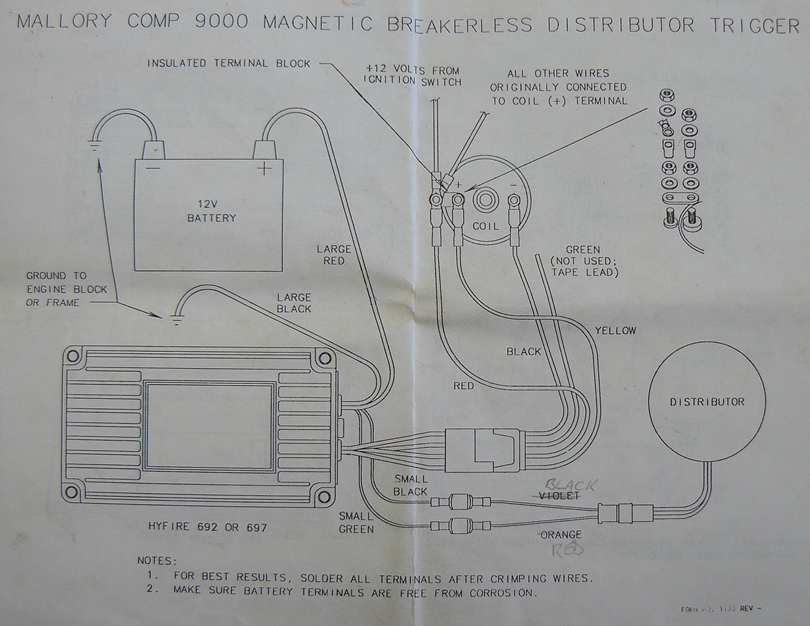 MALLORY COMP 9000 MAGNETIC BREAKERLESS DISTRIBUTOR TRIGGER
INSULATED TERMINAL BLOCK
+12 VOLTS FROM
IGNITION SWITCH
ALL OTHER WIRES
ORIGINALLY CONNECTED
TO COIL (+) TERMINAL
− +
12V
BATTERY
+ −
COIL
LARGE
RED
GREEN
(NOT USED;
TAPE LEAD)
GROUND TO
ENGINE BLOCK
OR FRAME
LARGE
BLACK
YELLOW
BLACK
RED
DISTRIBUTOR
SMALL
BLACK
BLACK
VIOLET
SMALL
GREEN
ORANGE
RED
HYFIRE 692 OR 697
NOTES:
1. FOR BEST RESULTS, SOLDER ALL TERMINALS AFTER CRIMPING WIRES.
2. MAKE SURE BATTERY TERMINALS ARE FREE FROM CORROSION.
FORM REV −